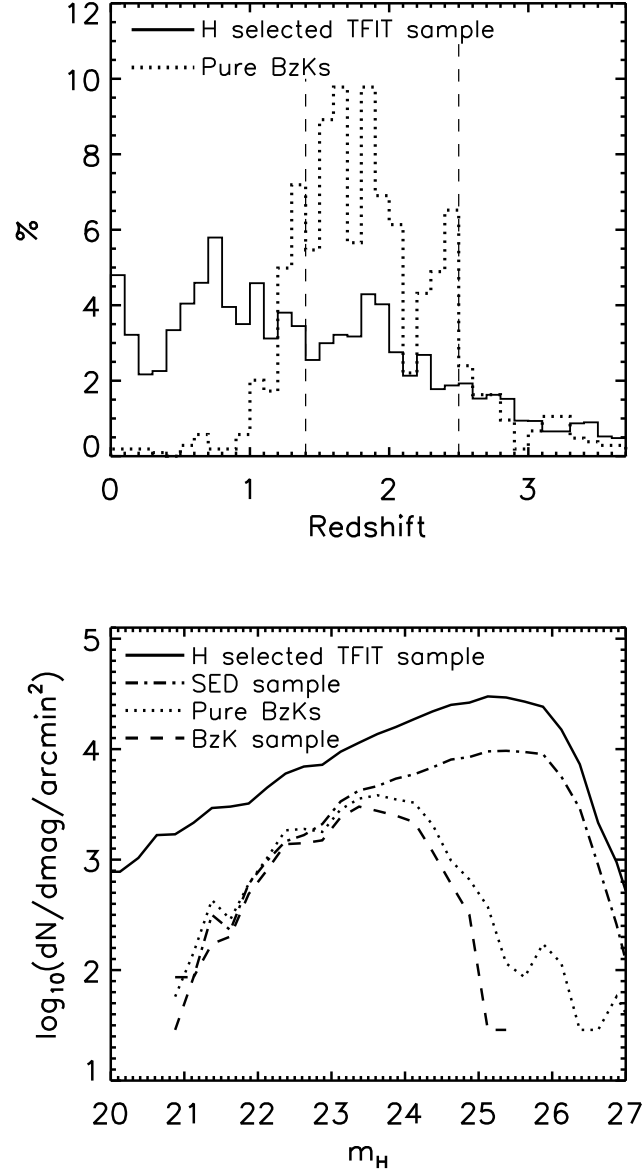 12
10
8
6
4
2
0
%
H selected TFIT sample
Pure BzKs
0 1 2 3
Redshift
5
4
3
2
1
log10(dN/dmag/arcmin2)
H selected TFIT sample
SED sample
Pure BzKs
BzK sample
20 21 22 23 24 25 26 27
mH